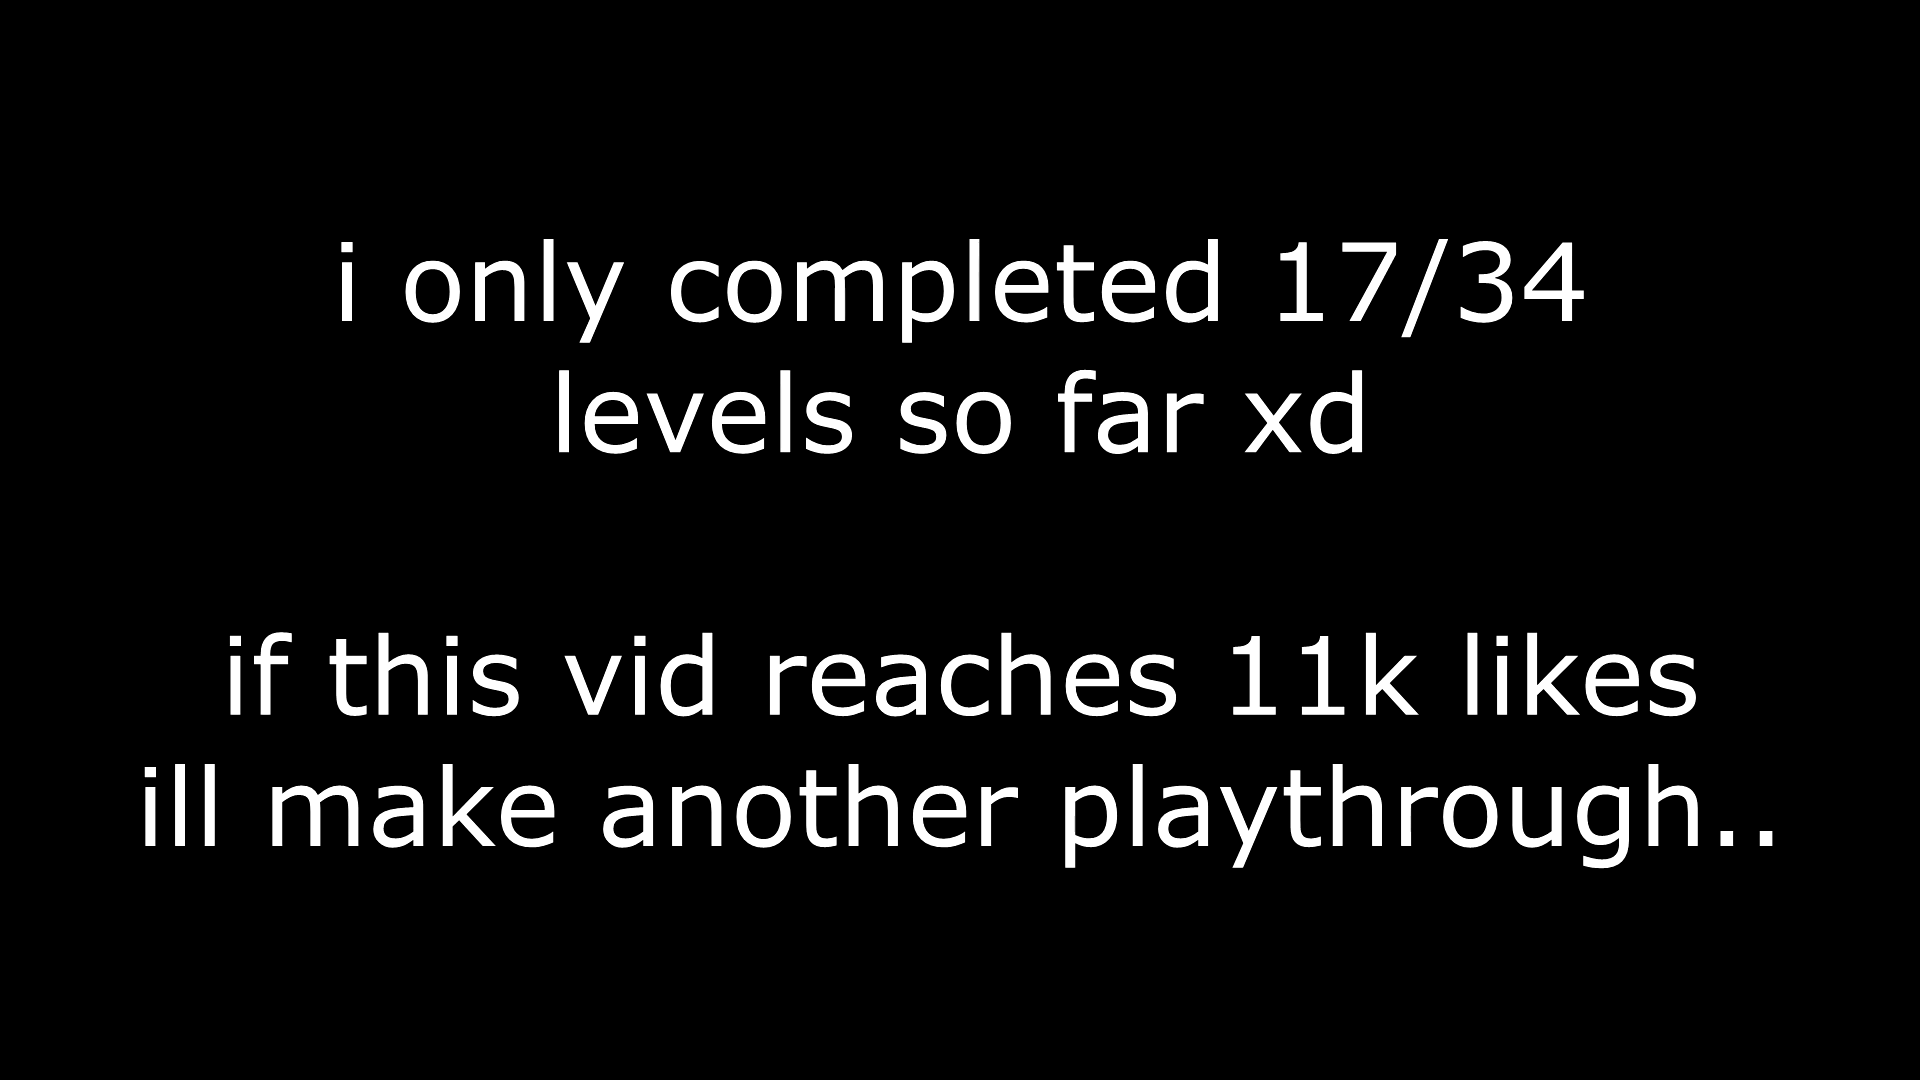 i only completed 17/34
levels so far xd
if this vid reaches 11k likes
ill make another playthrough..